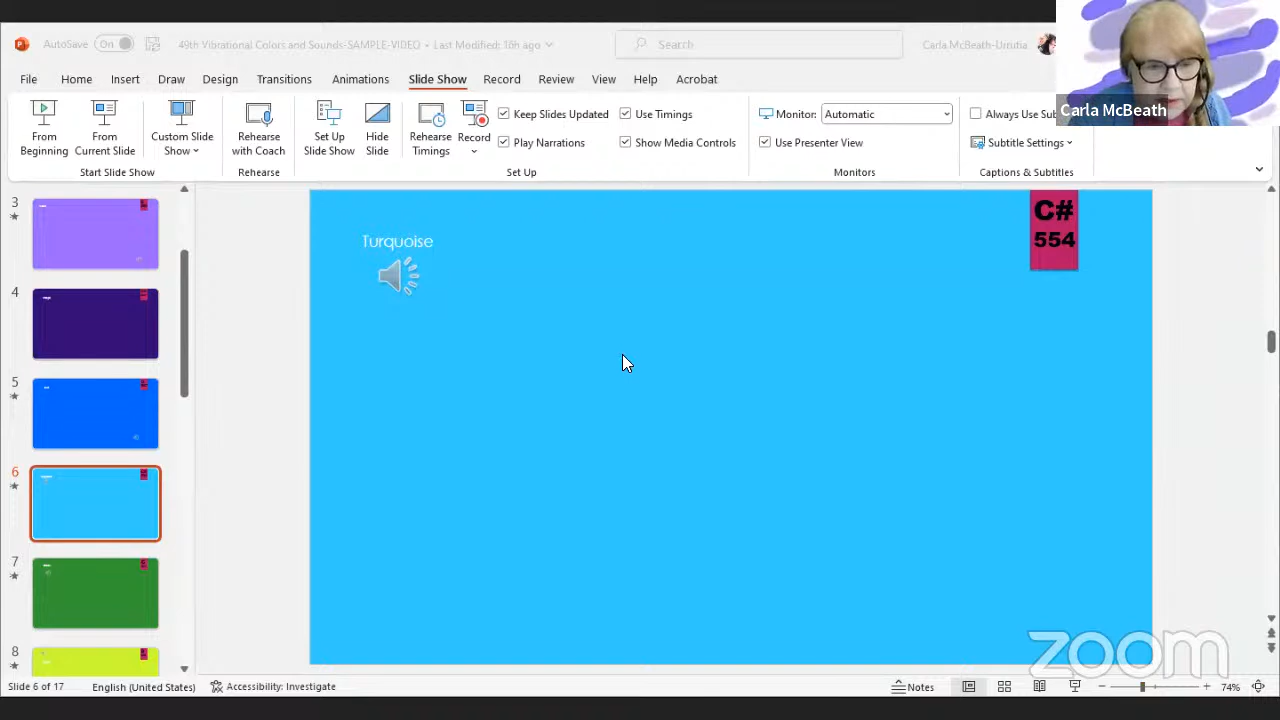 AutoSave On 49th Vibrational Colors and Sounds-SAMPLE-VIDEO • Last Modified: 16h ago Search Carla McBeath-Urrutia
File Home Insert Draw Design Transitions Animations Slide Show Record Review View Help Acrobat
Carla McBeath
From Beginning
From Current Slide
Custom Slide Show
Rehearse with Coach
Set Up Slide Show
Hide Slide
Rehearse Timings
Record
Keep Slides Updated
Use Timings
Play Narrations
Show Media Controls
Monitor: Automatic
Use Presenter View
Always Use Sub
Subtitle Settings
Start Slide Show Rehearse Set Up Monitors Captions & Subtitles
3
4
5
6
7
8
Turquoise
C#
554
zoom
Slide 6 of 17 English (United States) Accessibility: Investigate Notes 74%